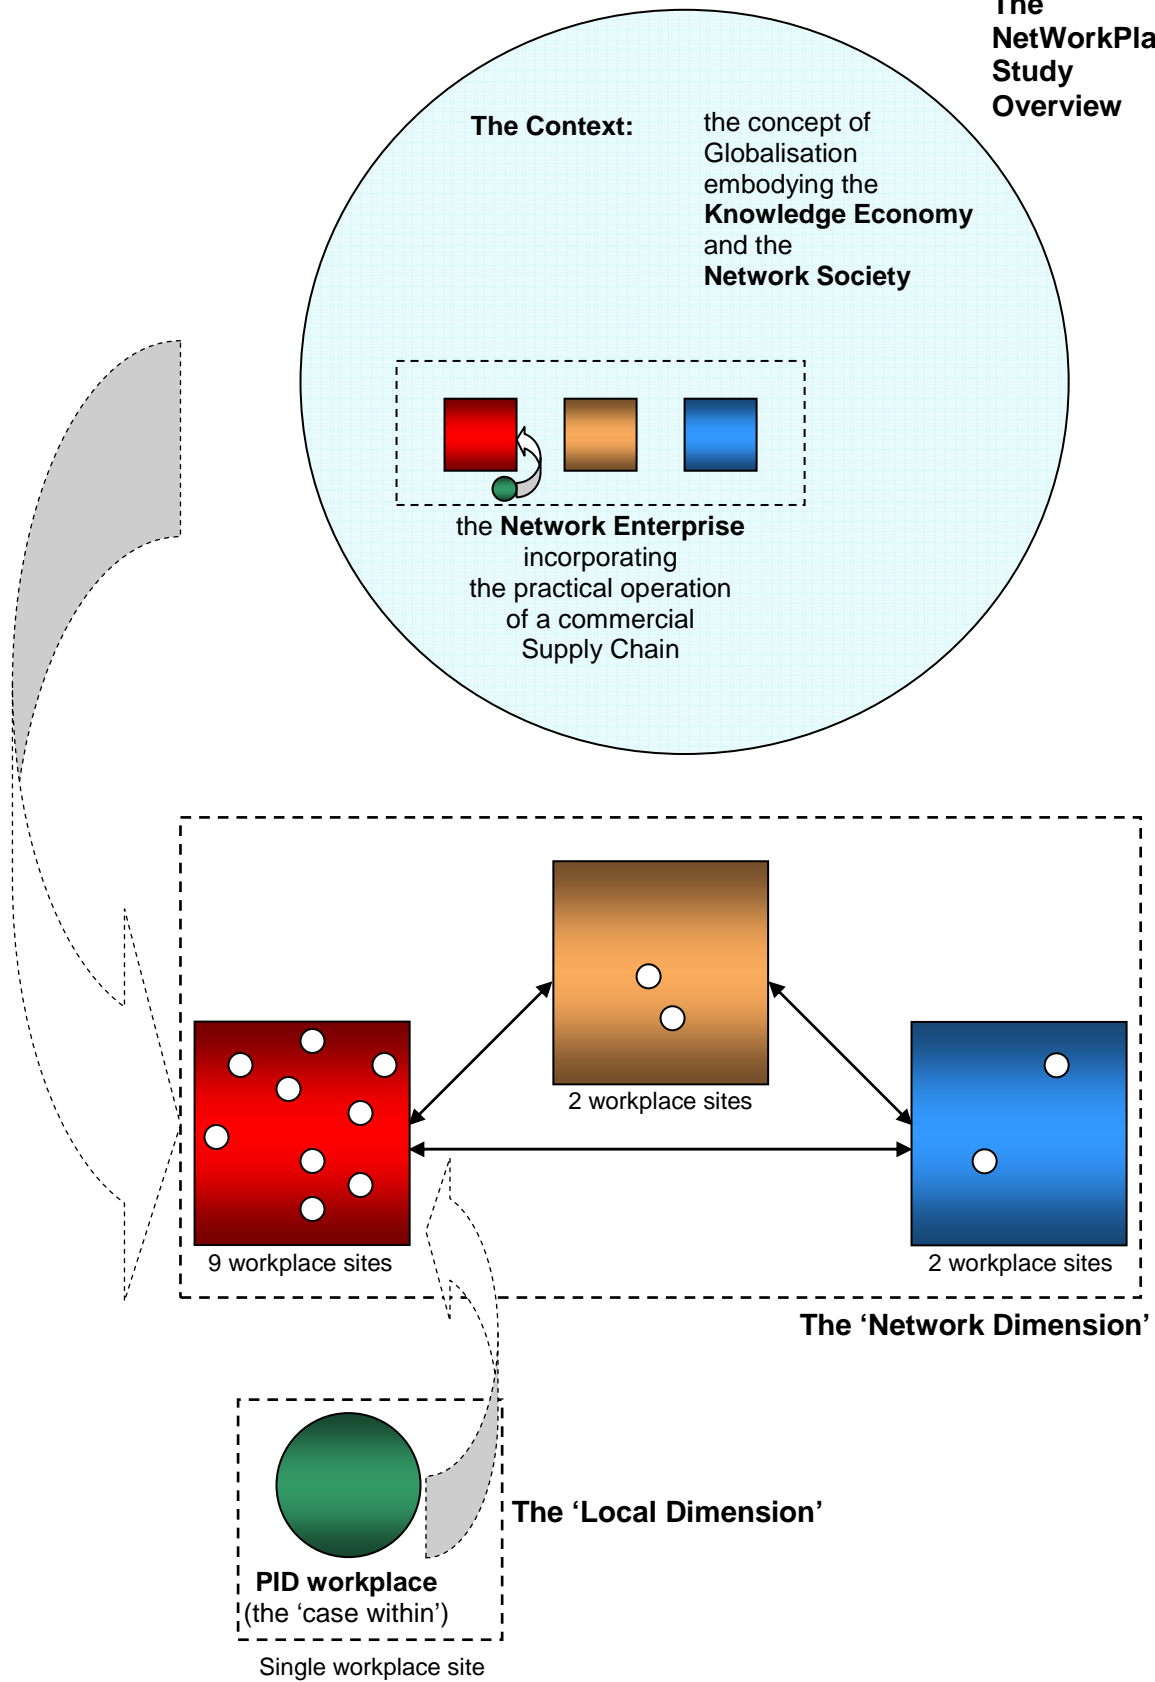 The
NetWorkPla
Study
Overview
The Context:
the concept of
Globalisation
embodying the
Knowledge Economy
and the
Network Society
the Network Enterprise
incorporating
the practical operation
of a commercial
Supply Chain
2 workplace sites
9 workplace sites
2 workplace sites
The ‘Network Dimension’
The ‘Local Dimension’
PID workplace
(the ‘case within’)
Single workplace site